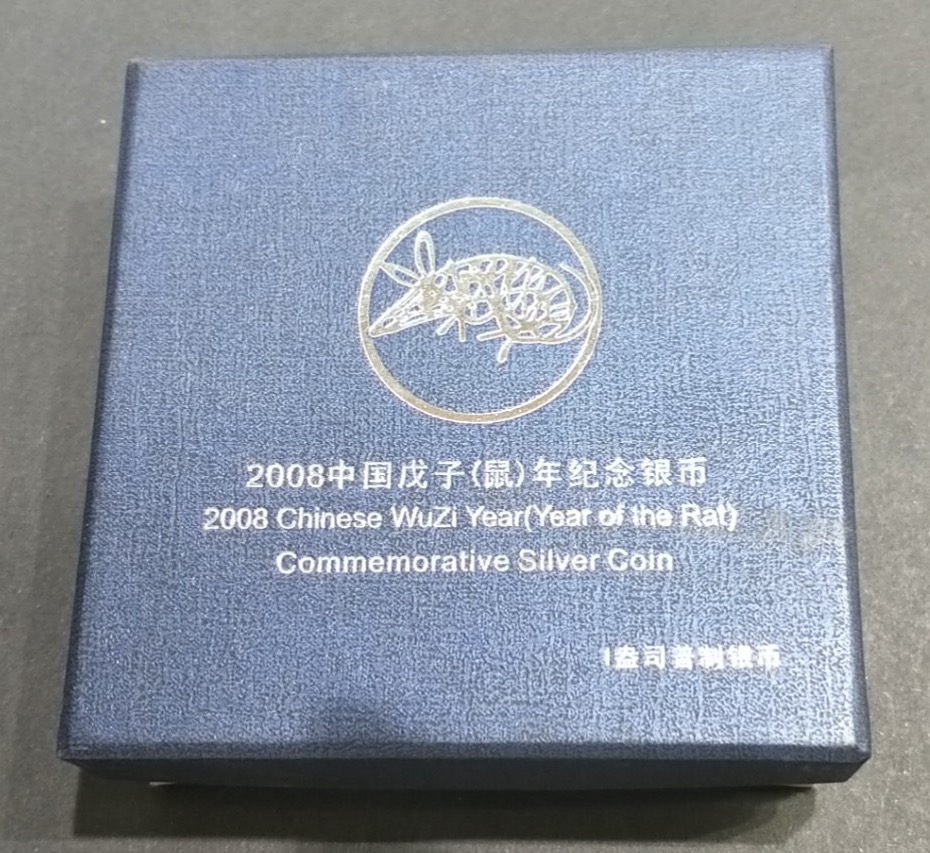 2008中国戊子(鼠)年纪念银币
2008 Chinese WuZi Year(Year of the Rat)
Commemorative Silver Coin
1盎司普制银币